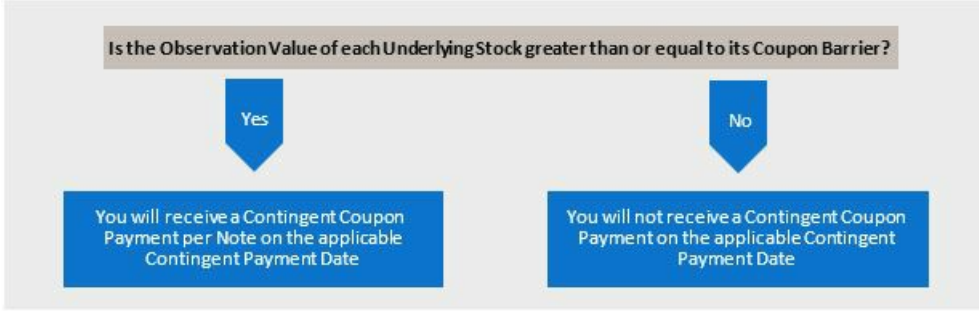 Is the Observation Value of each Underlying Stock greater than or equal to its Coupon Barrier?
Yes
No
You will receive a Contingent Coupon
Payment per Note on the applicable
Contingent Payment Date
You will not receive a Contingent Coupon
Payment on the applicable Contingent
Payment Date